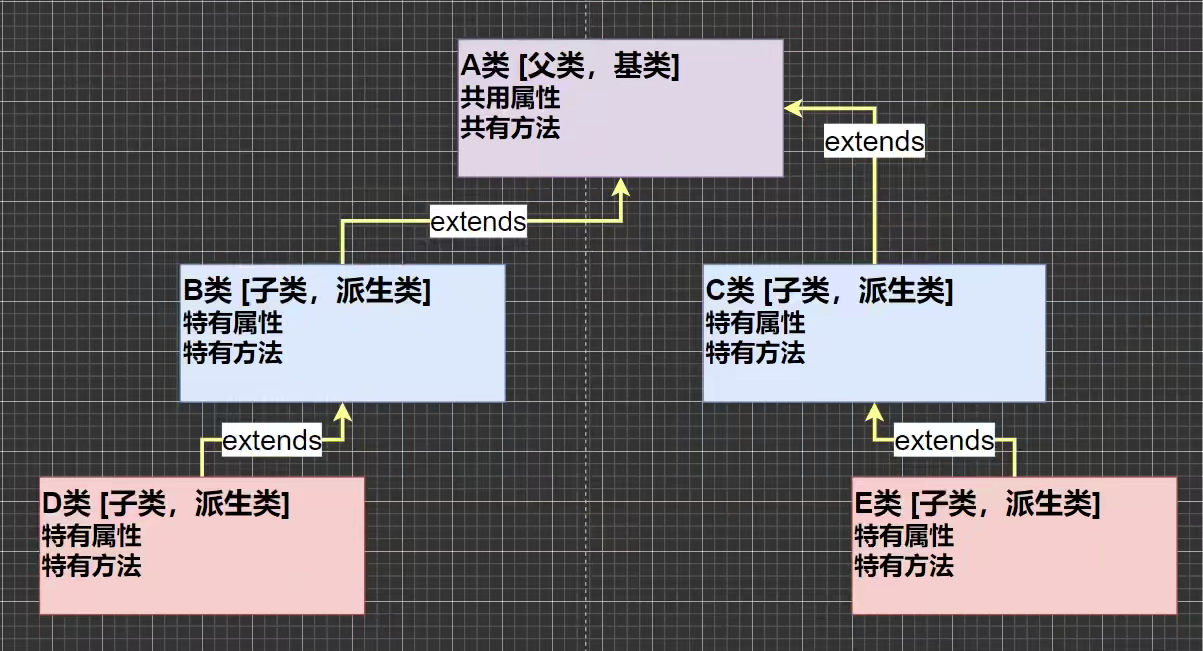 A类 [父类，基类]
共用属性
共有方法
extends
extends
B类 [子类，派生类]
特有属性
特有方法
C类 [子类，派生类]
特有属性
特有方法
extends
extends
D类 [子类，派生类]
特有属性
特有方法
E类 [子类，派生类]
特有属性
特有方法